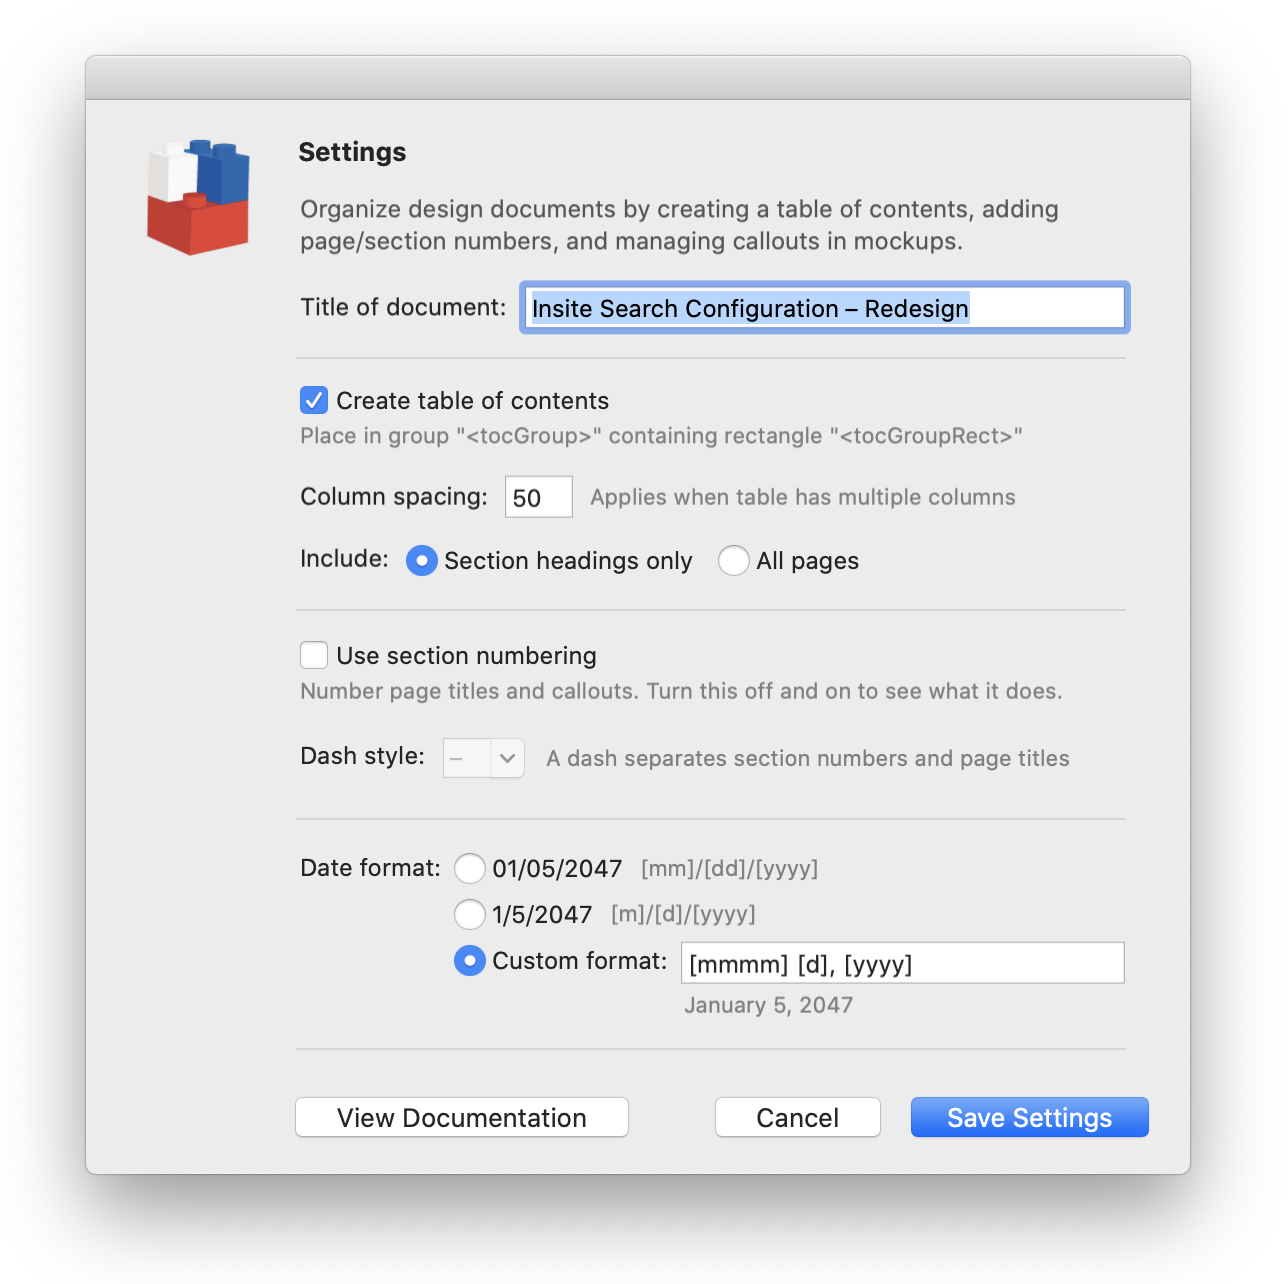 Settings
Organize design documents by creating a table of contents, adding
page/section numbers, and managing callouts in mockups.
Title of document: Insite Search Configuration – Redesign
Create table of contents
Place in group "<tocGroup>" containing rectangle "<tocGroupRect>"
Column spacing: 50 Applies when table has multiple columns
Include: Section headings only All pages
Use section numbering
Number page titles and callouts. Turn this off and on to see what it does.
Dash style: – A dash separates section numbers and page titles
Date format: 01/05/2047 [mm]/[dd]/[yyyy]
1/5/2047 [m]/[d]/[yyyy]
Custom format: [mmmm] [d], [yyyy]
January 5, 2047
View Documentation Cancel Save Settings